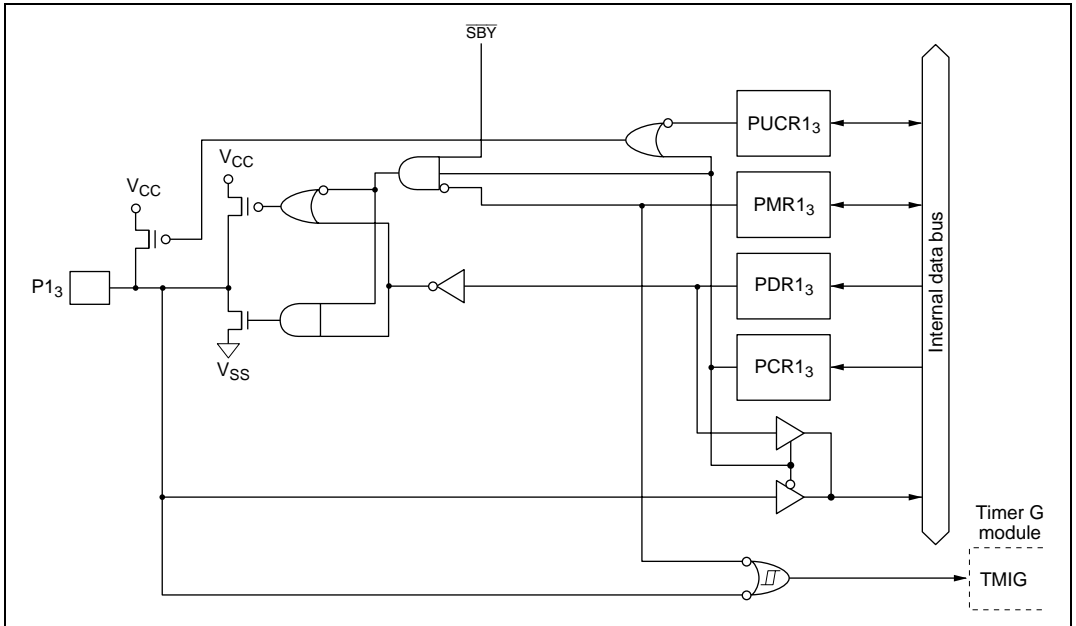 SBY
PUCR1₃
V_CC
V_CC
PMR1₃
P1₃
PDR1₃
V_SS
PCR1₃
Internal data bus
Timer G
module
TMIG